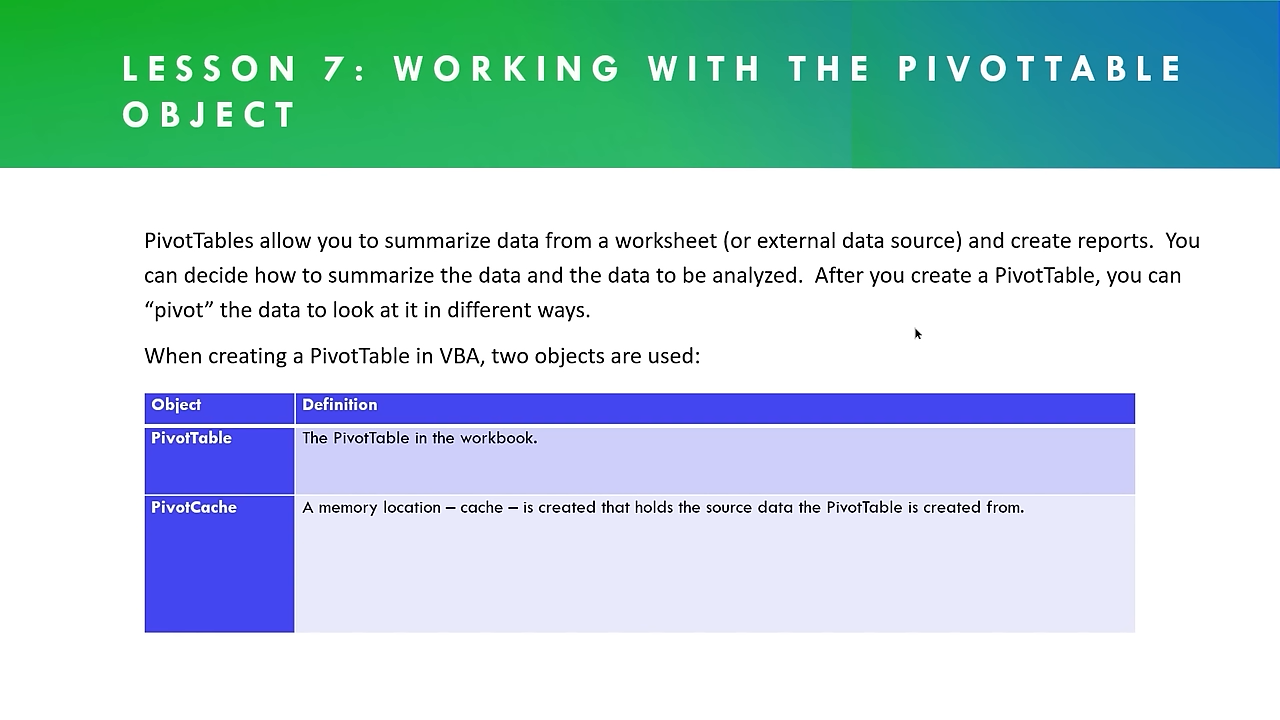 LESSON 7: WORKING WITH THE PIVOTTABLE
OBJECT
PivotTables allow you to summarize data from a worksheet (or external data source) and create reports.  You
can decide how to summarize the data and the data to be analyzed.  After you create a PivotTable, you can
“pivot” the data to look at it in different ways.
When creating a PivotTable in VBA, two objects are used:
Object Definition
PivotTable The PivotTable in the workbook.
PivotCache A memory location – cache – is created that holds the source data the PivotTable is created from.